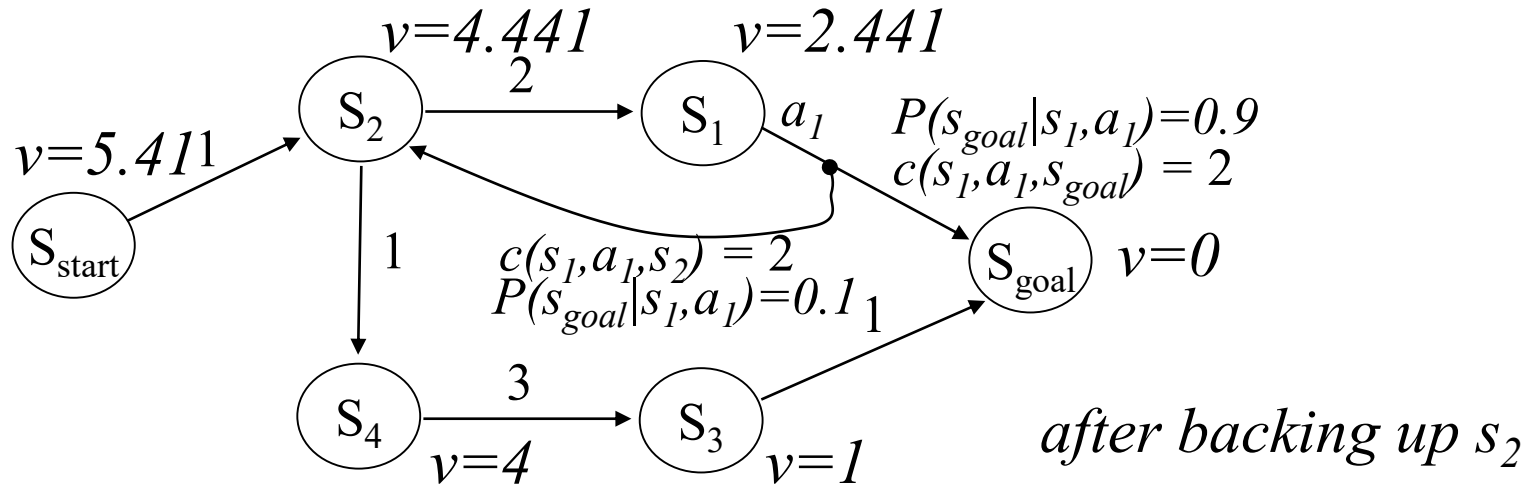 v=4.441
v=2.441
2
S2
S1
a1
P(sgoal|s1,a1)=0.9
c(s1,a1,sgoal) = 2
v=5.41
1
Sstart
1
c(s1,a1,s2) = 2
P(sgoal|s1,a1)=0.1
1
Sgoal
v=0
3
S4
S3
v=4
v=1
after backing up s2